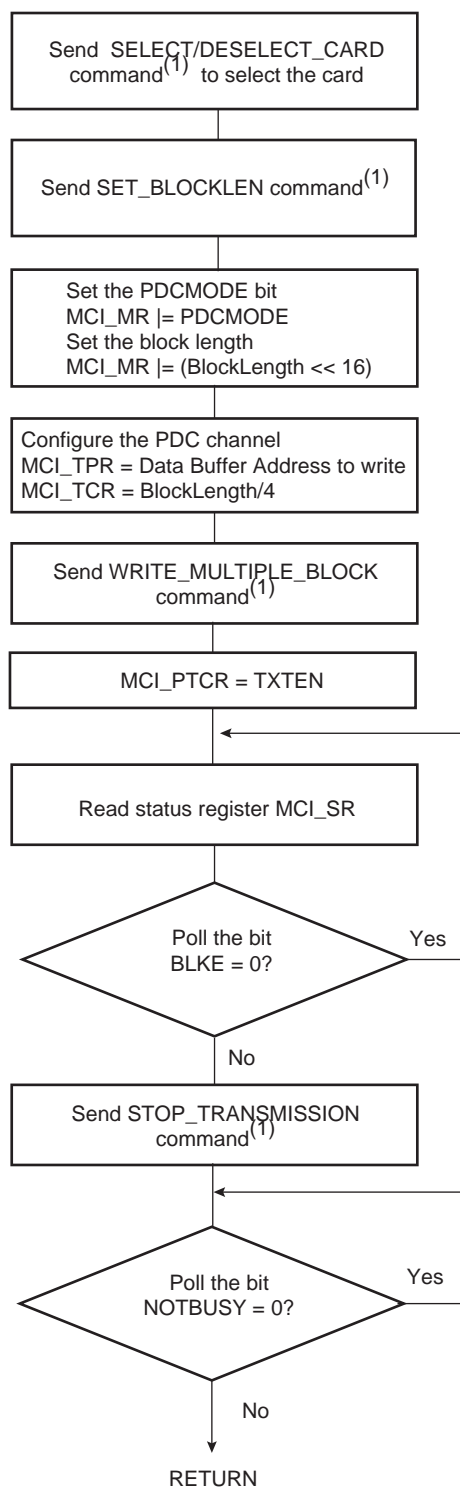 Send SELECT/DESELECT_CARD
command(1) to select the card
Send SET_BLOCKLEN command(1)
Set the PDCMODE bit
MCI_MR |= PDCMODE
Set the block length
MCI_MR |= (BlockLength << 16)
Configure the PDC channel
MCI_TPR = Data Buffer Address to write
MCI_TCR = BlockLength/4
Send WRITE_MULTIPLE_BLOCK
command(1)
MCI_PTCR = TXTEN
Read status register MCI_SR
Poll the bit
BLKE = 0?
Yes
No
Send STOP_TRANSMISSION
command(1)
Poll the bit
NOTBUSY = 0?
Yes
No
RETURN